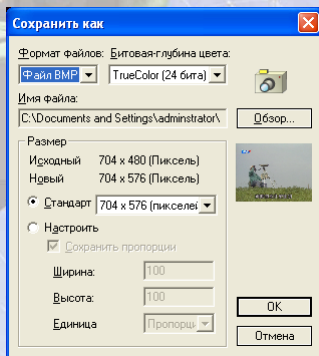 Сохранить как
Формат файлов: Битовая-глубина цвета:
Файл BMP TrueColor (24 бита)
Имя файла:
C:\Documents and Settings\adminstrator\ Обзор...
Размер
Исходный 704 x 480 (Пиксель)
Новый 704 x 576 (Пиксель)
Стандарт 704 x 576 (пикселей
Настроить
Сохранить пропорции
Ширина: 100
Высота: 100
Единица Пропорци
OK
Отмена